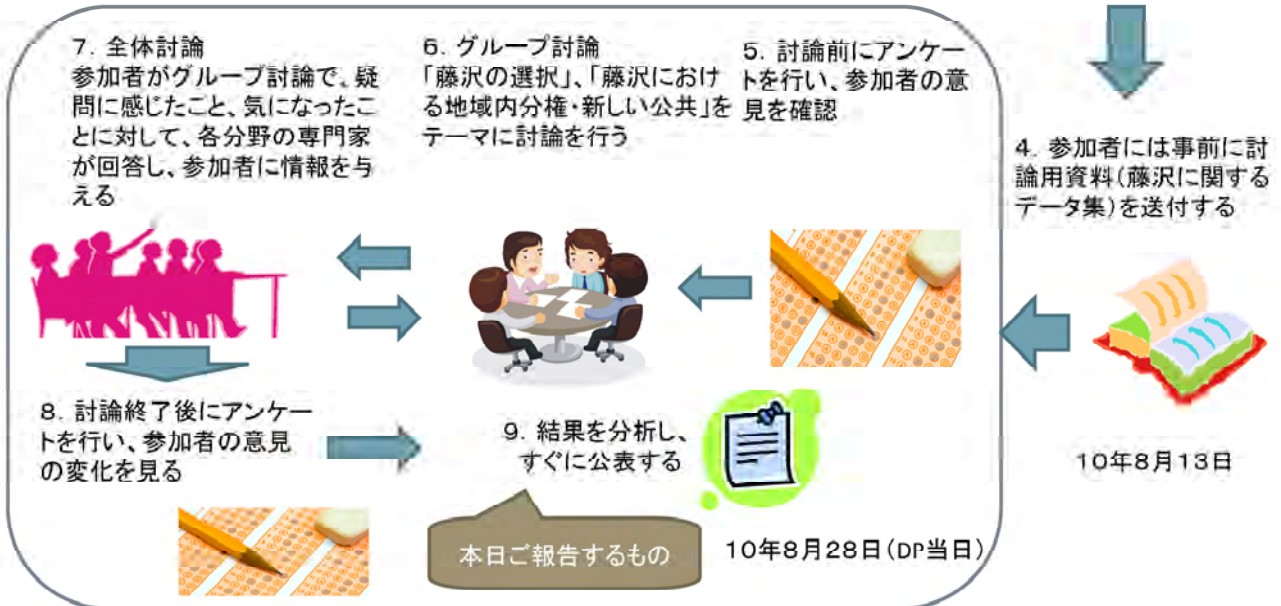 7．全体討論
参加者がグループ討論で、疑
問に感じたこと、気になったこ
とに対して、各分野の専門家
が回答し、参加者に情報を与
える
6．グループ討論
「藤沢の選択」、「藤沢におけ
る地域内分権・新しい公共」を
テーマに討論を行う
5．討論前にアンケー
トを行い、参加者の意
見を確認
4．参加者には事前に討
論用資料(藤沢に関する
データ集)を送付する
8．討論終了後にアンケー
トを行い、参加者の意見
の変化を見る
9．結果を分析し、
すぐに公表する
10年8月13日
本日ご報告するもの
10年8月28日(DP当日)